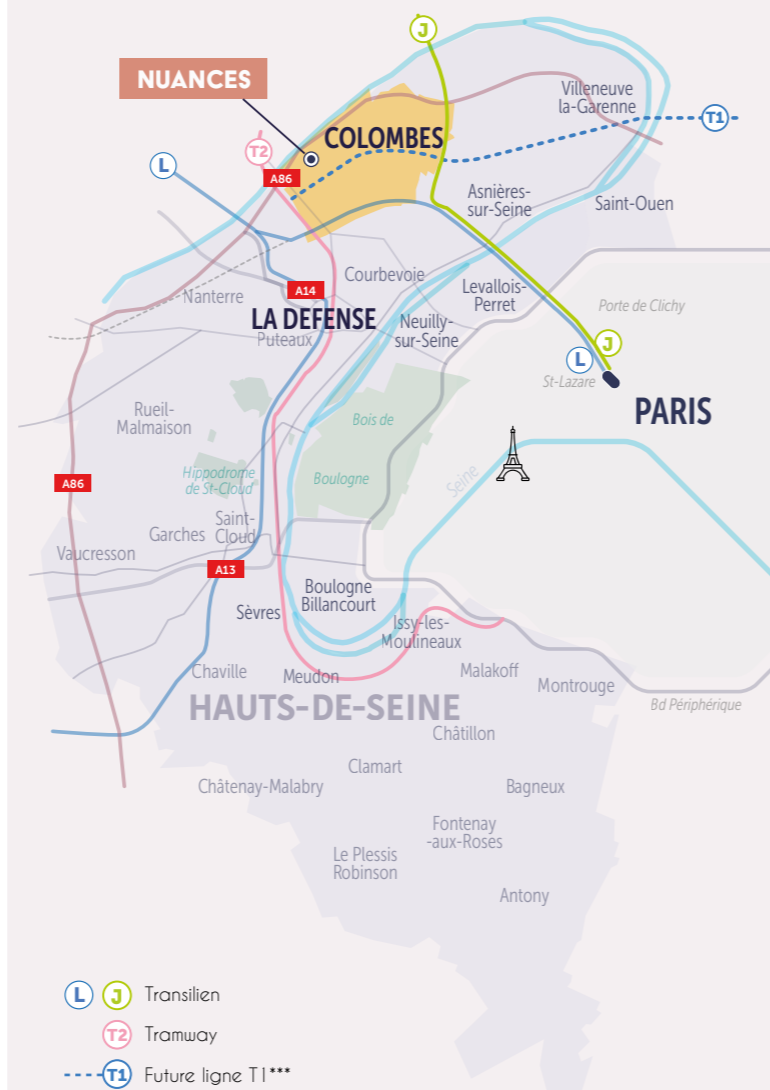 J
NUANCES
Villeneuve
la-Garenne
T1
COLOMBES
T2
L
A86
Asnières-
sur-Seine
Saint-Ouen
Courbevoie
Levallois-
Perret
A14
Nanterre
Porte de Clichy
LA DEFENSE
Neuilly-
sur-Seine
Puteaux
J
L
St-Lazare
PARIS
Rueil-
Malmaison
Bois de
Boulogne
Hippodrome
de St-Cloud
Seine
A86
Saint-
Cloud
Garches
Vaucresson
A13
Boulogne
Billancourt
Sèvres
Issy-les-
Moulineaux
Chaville
Meudon
Malakoff
Montrouge
HAUTS-DE-SEINE
Bd Périphérique
Châtillon
Clamart
Châtenay-Malabry
Bagneux
Fontenay
-aux-Roses
Le Plessis
Robinson
Antony
L J Transilien
T2 Tramway
T1 Future ligne T1***